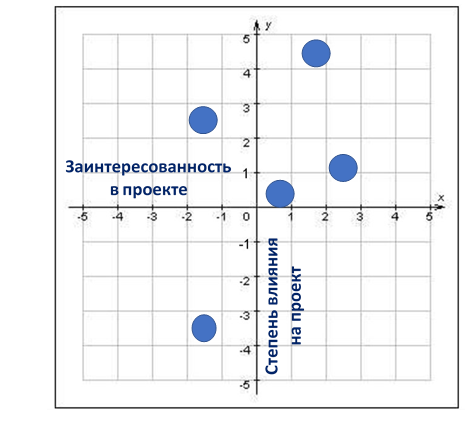 y
5
4
3
2
1
Заинтересованность
в проекте
x
-5 -4 -3 -2 -1 0 1 2 3 4 5
-1
-2
-3
-4
-5
Степень влияния
на проект